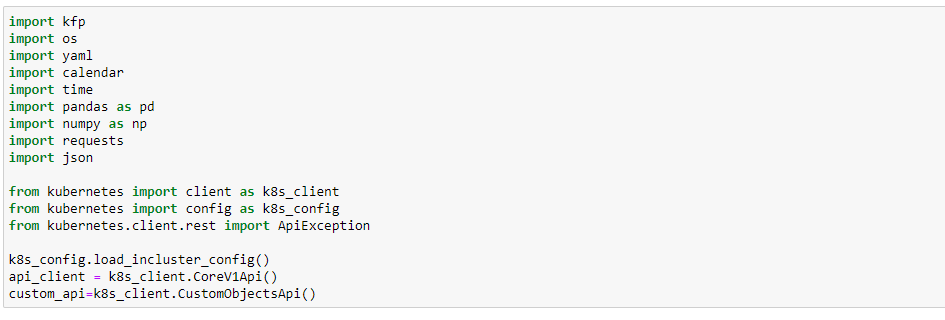 import kfp
import os
import yaml
import calendar
import time
import pandas as pd
import numpy as np
import requests
import json
from kubernetes import client as k8s_client
from kubernetes import config as k8s_config
from kubernetes.client.rest import ApiException
k8s_config.load_incluster_config()
api_client = k8s_client.CoreV1Api()
custom_api=k8s_client.CustomObjectsApi()